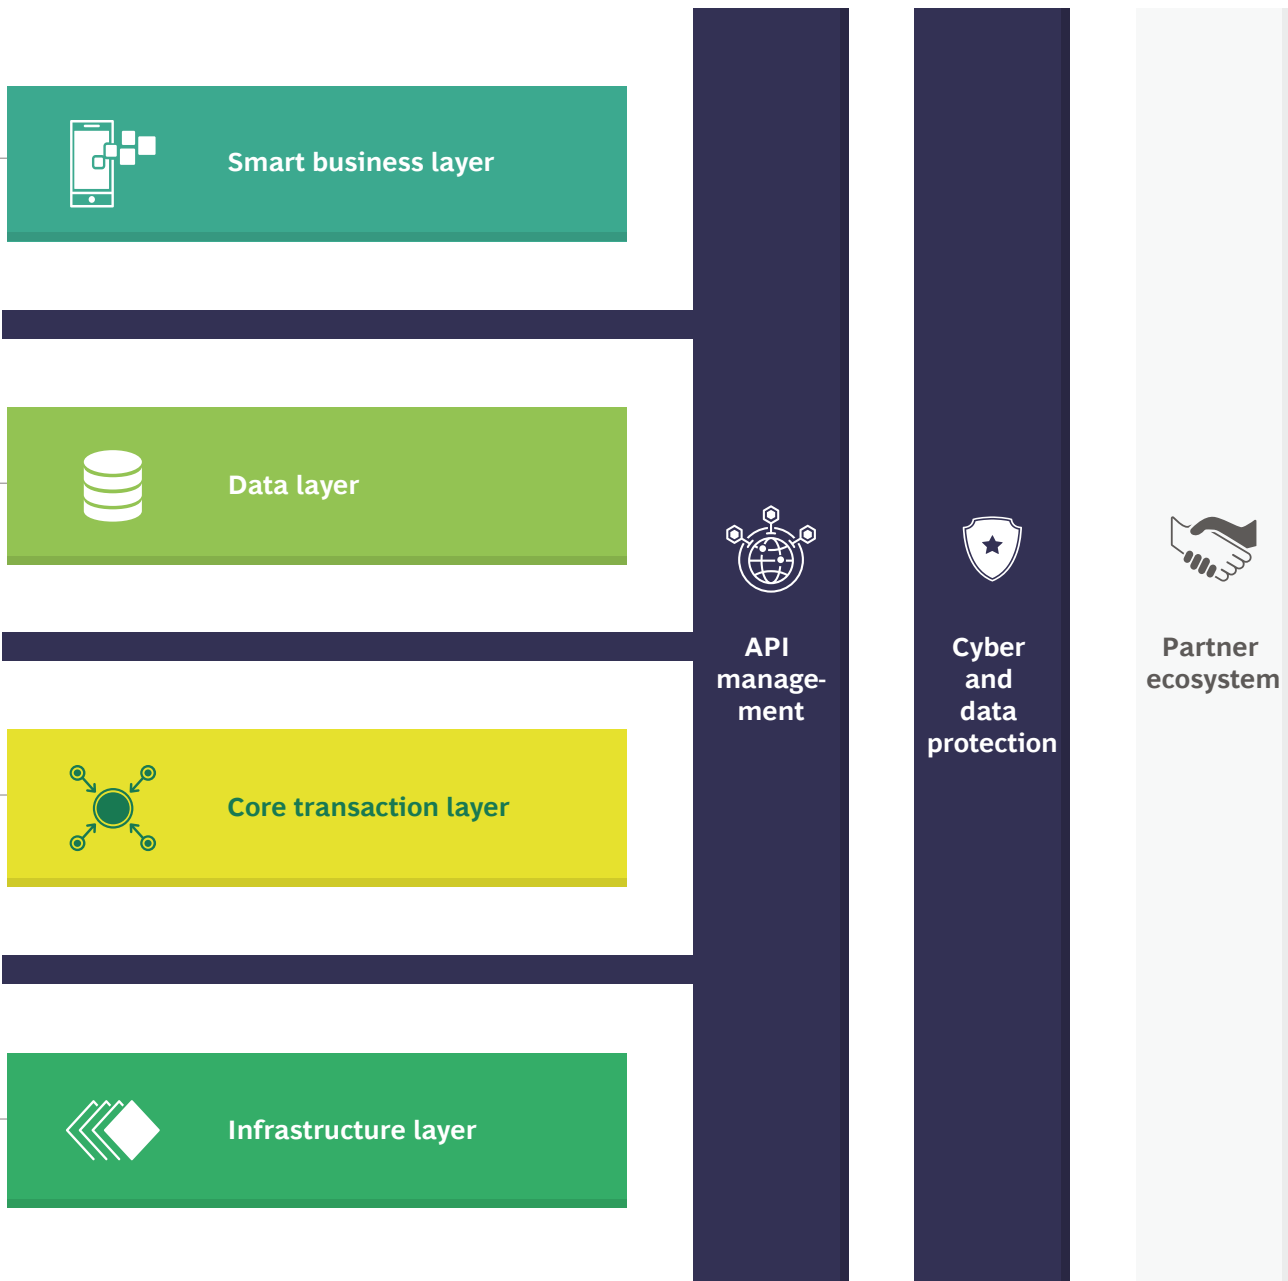 Smart business layer
Data layer
Core transaction layer
Infrastructure layer
API
manage-
ment
Cyber
and
data
protection
Partner
ecosystem